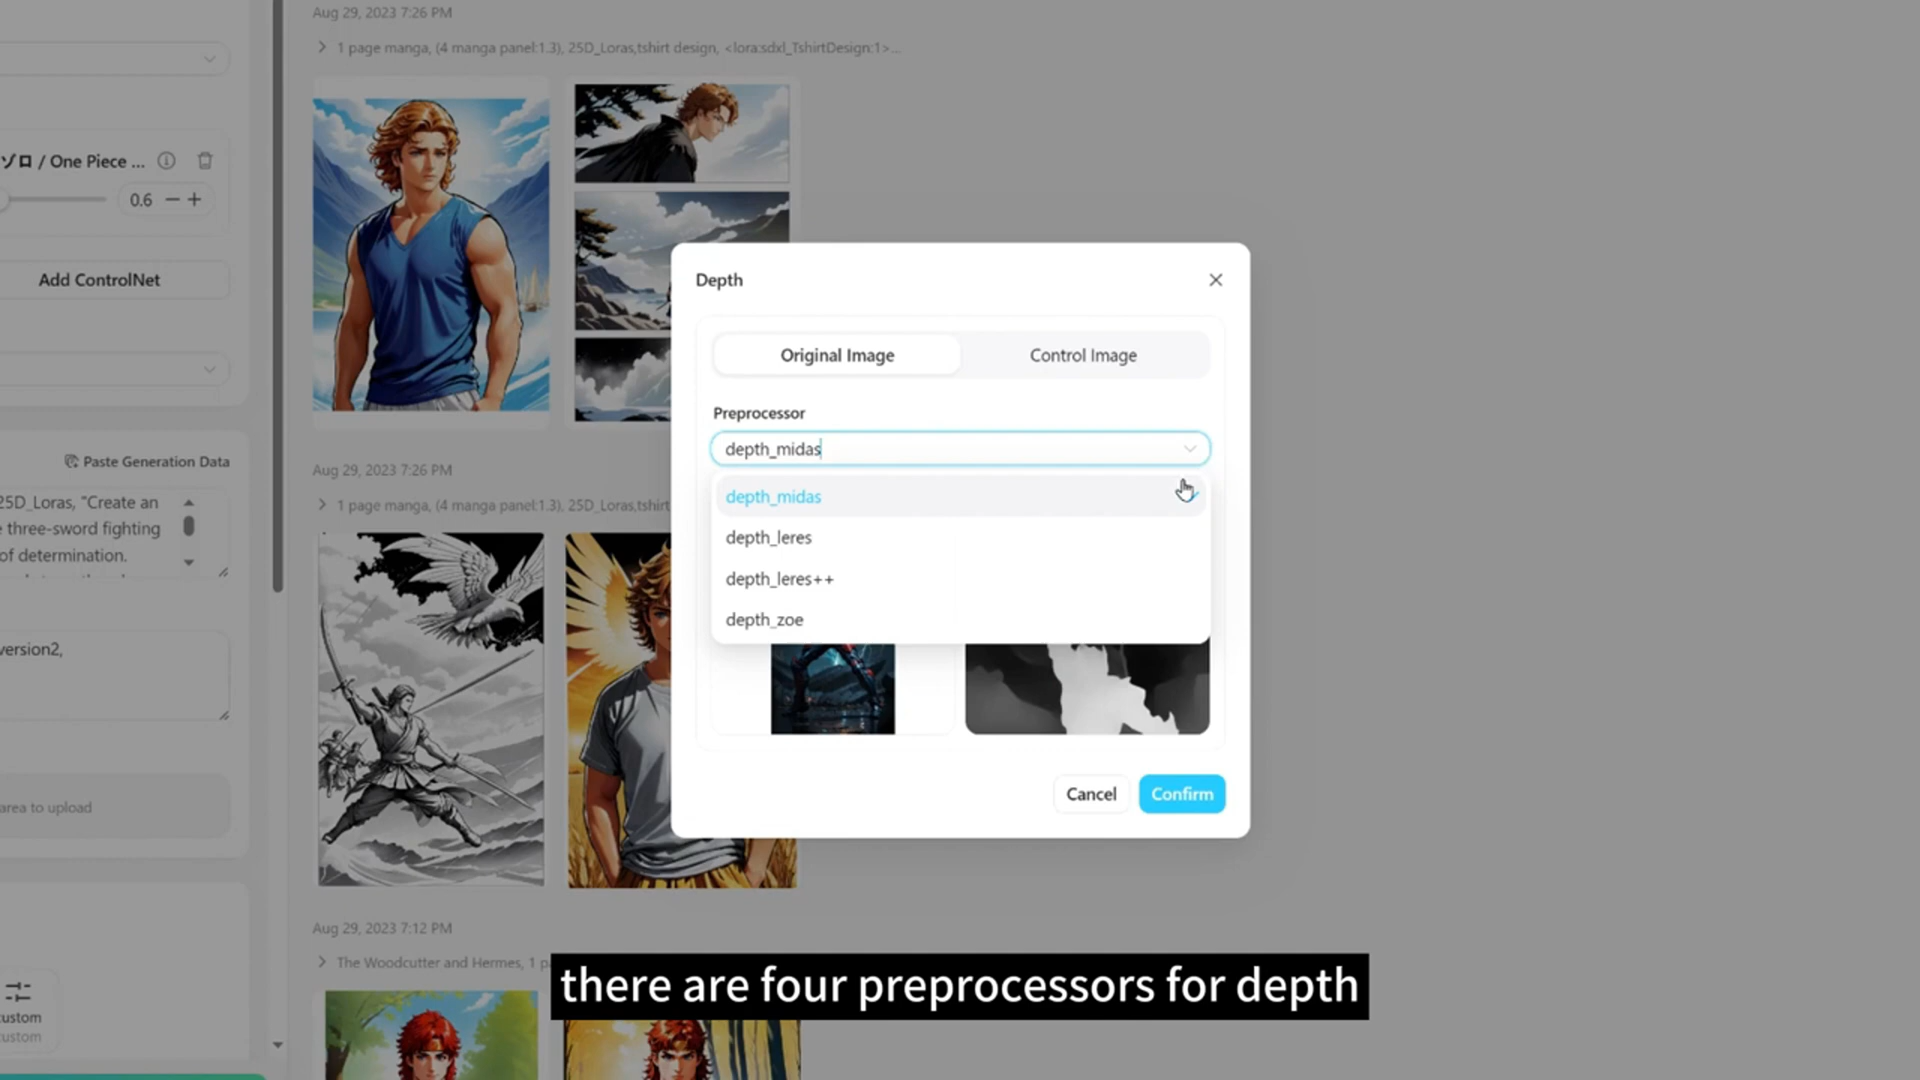 ゾロ / One Piece ...
0.6
Add ControlNet
Paste Generation Data
25D_Loras, "Create an
three-sword fighting
of determination.
version2,
area to upload
custom
custom
Aug 29, 2023 7:26 PM
1 page manga, (4 manga panel:1.3), 25D_Loras,tshirt design, <lora:sdxl_TshirtDesign:1>...
Aug 29, 2023 7:26 PM
1 page manga, (4 manga panel:1.3), 25D_Loras,tshirt
Aug 29, 2023 7:12 PM
The Woodcutter and Hermes, 1 p
Depth
Original Image
Control Image
Preprocessor
depth_midas
depth_midas
depth_leres
depth_leres++
depth_zoe
Cancel
Confirm
there are four preprocessors for depth